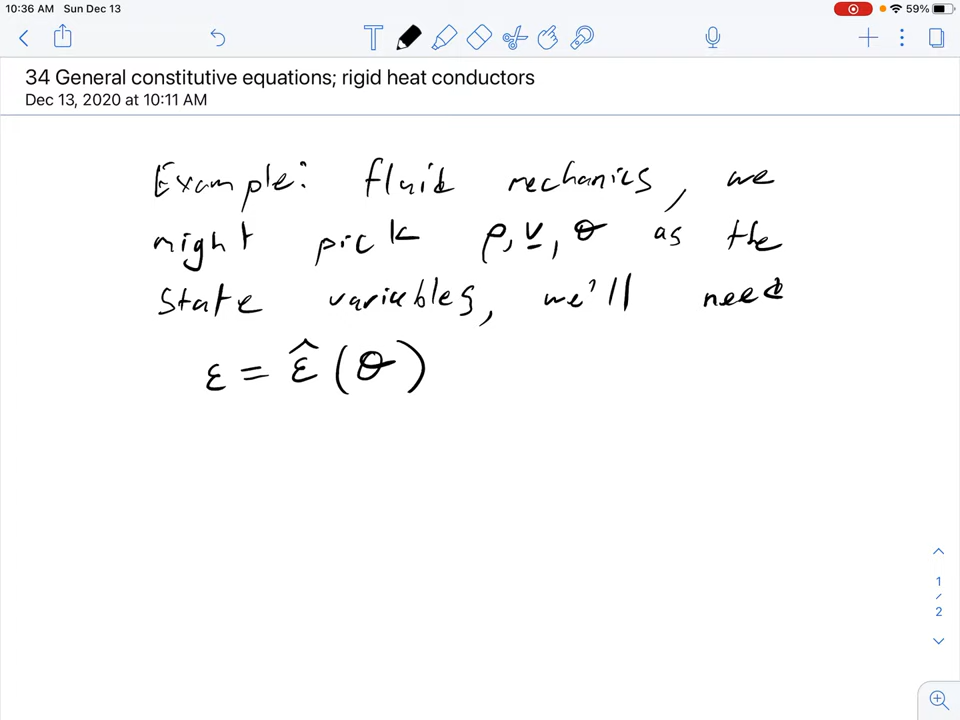 10:36 AM Sun Dec 13 59%
34 General constitutive equations; rigid heat conductors
Dec 13, 2020 at 10:11 AM
Example: fluid mechanics, we
might pick ρ, v̲, θ as the
state variables, we'll need
ε = ε̂(θ)
1
/
2